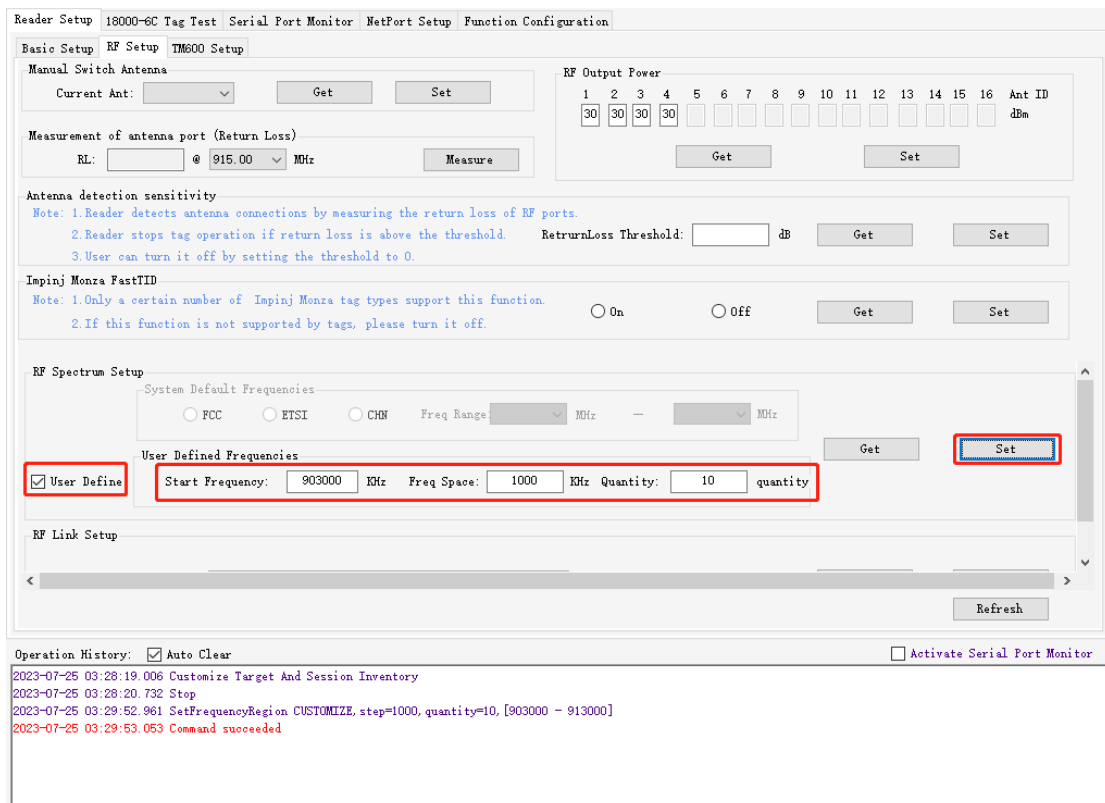 Reader Setup 18000-6C Tag Test Serial Port Monitor NetPort Setup Function Configuration
Basic Setup RF Setup TM600 Setup
Manual Switch Antenna
Current Ant: Get Set
RF Output Power
1 2 3 4 5 6 7 8 9 10 11 12 13 14 15 16 Ant ID
30 30 30 30 dBm
Get Set
Measurement of antenna port (Return Loss)
RL: @ 915.00 MHz Measure
Antenna detection sensitivity
Note: 1.Reader detects antenna connections by measuring the return loss of RF ports.
2.Reader stops tag operation if return loss is above the threshold.
3.User can turn it off by setting the threshold to 0.
RetrurnLoss Threshold: dB Get Set
Impinj Monza FastTID
Note: 1.Only a certain number of Impinj Monza tag types support this function.
2.If this function is not supported by tags, please turn it off.
On Off Get Set
RF Spectrum Setup
System Default Frequencies
FCC ETSI CHN Freq Range: MHz — MHz
Get Set
User Defined Frequencies
User Define Start Frequency: 903000 KHz Freq Space: 1000 KHz Quantity: 10 quantity
RF Link Setup
Refresh
Operation History: Auto Clear Activate Serial Port Monitor
2023-07-25 03:28:19.006 Customize Target And Session Inventory
2023-07-25 03:28:20.732 Stop
2023-07-25 03:29:52.961 SetFrequencyRegion CUSTOMIZE, step=1000, quantity=10, [903000 - 913000]
2023-07-25 03:29:53.053 Command succeeded